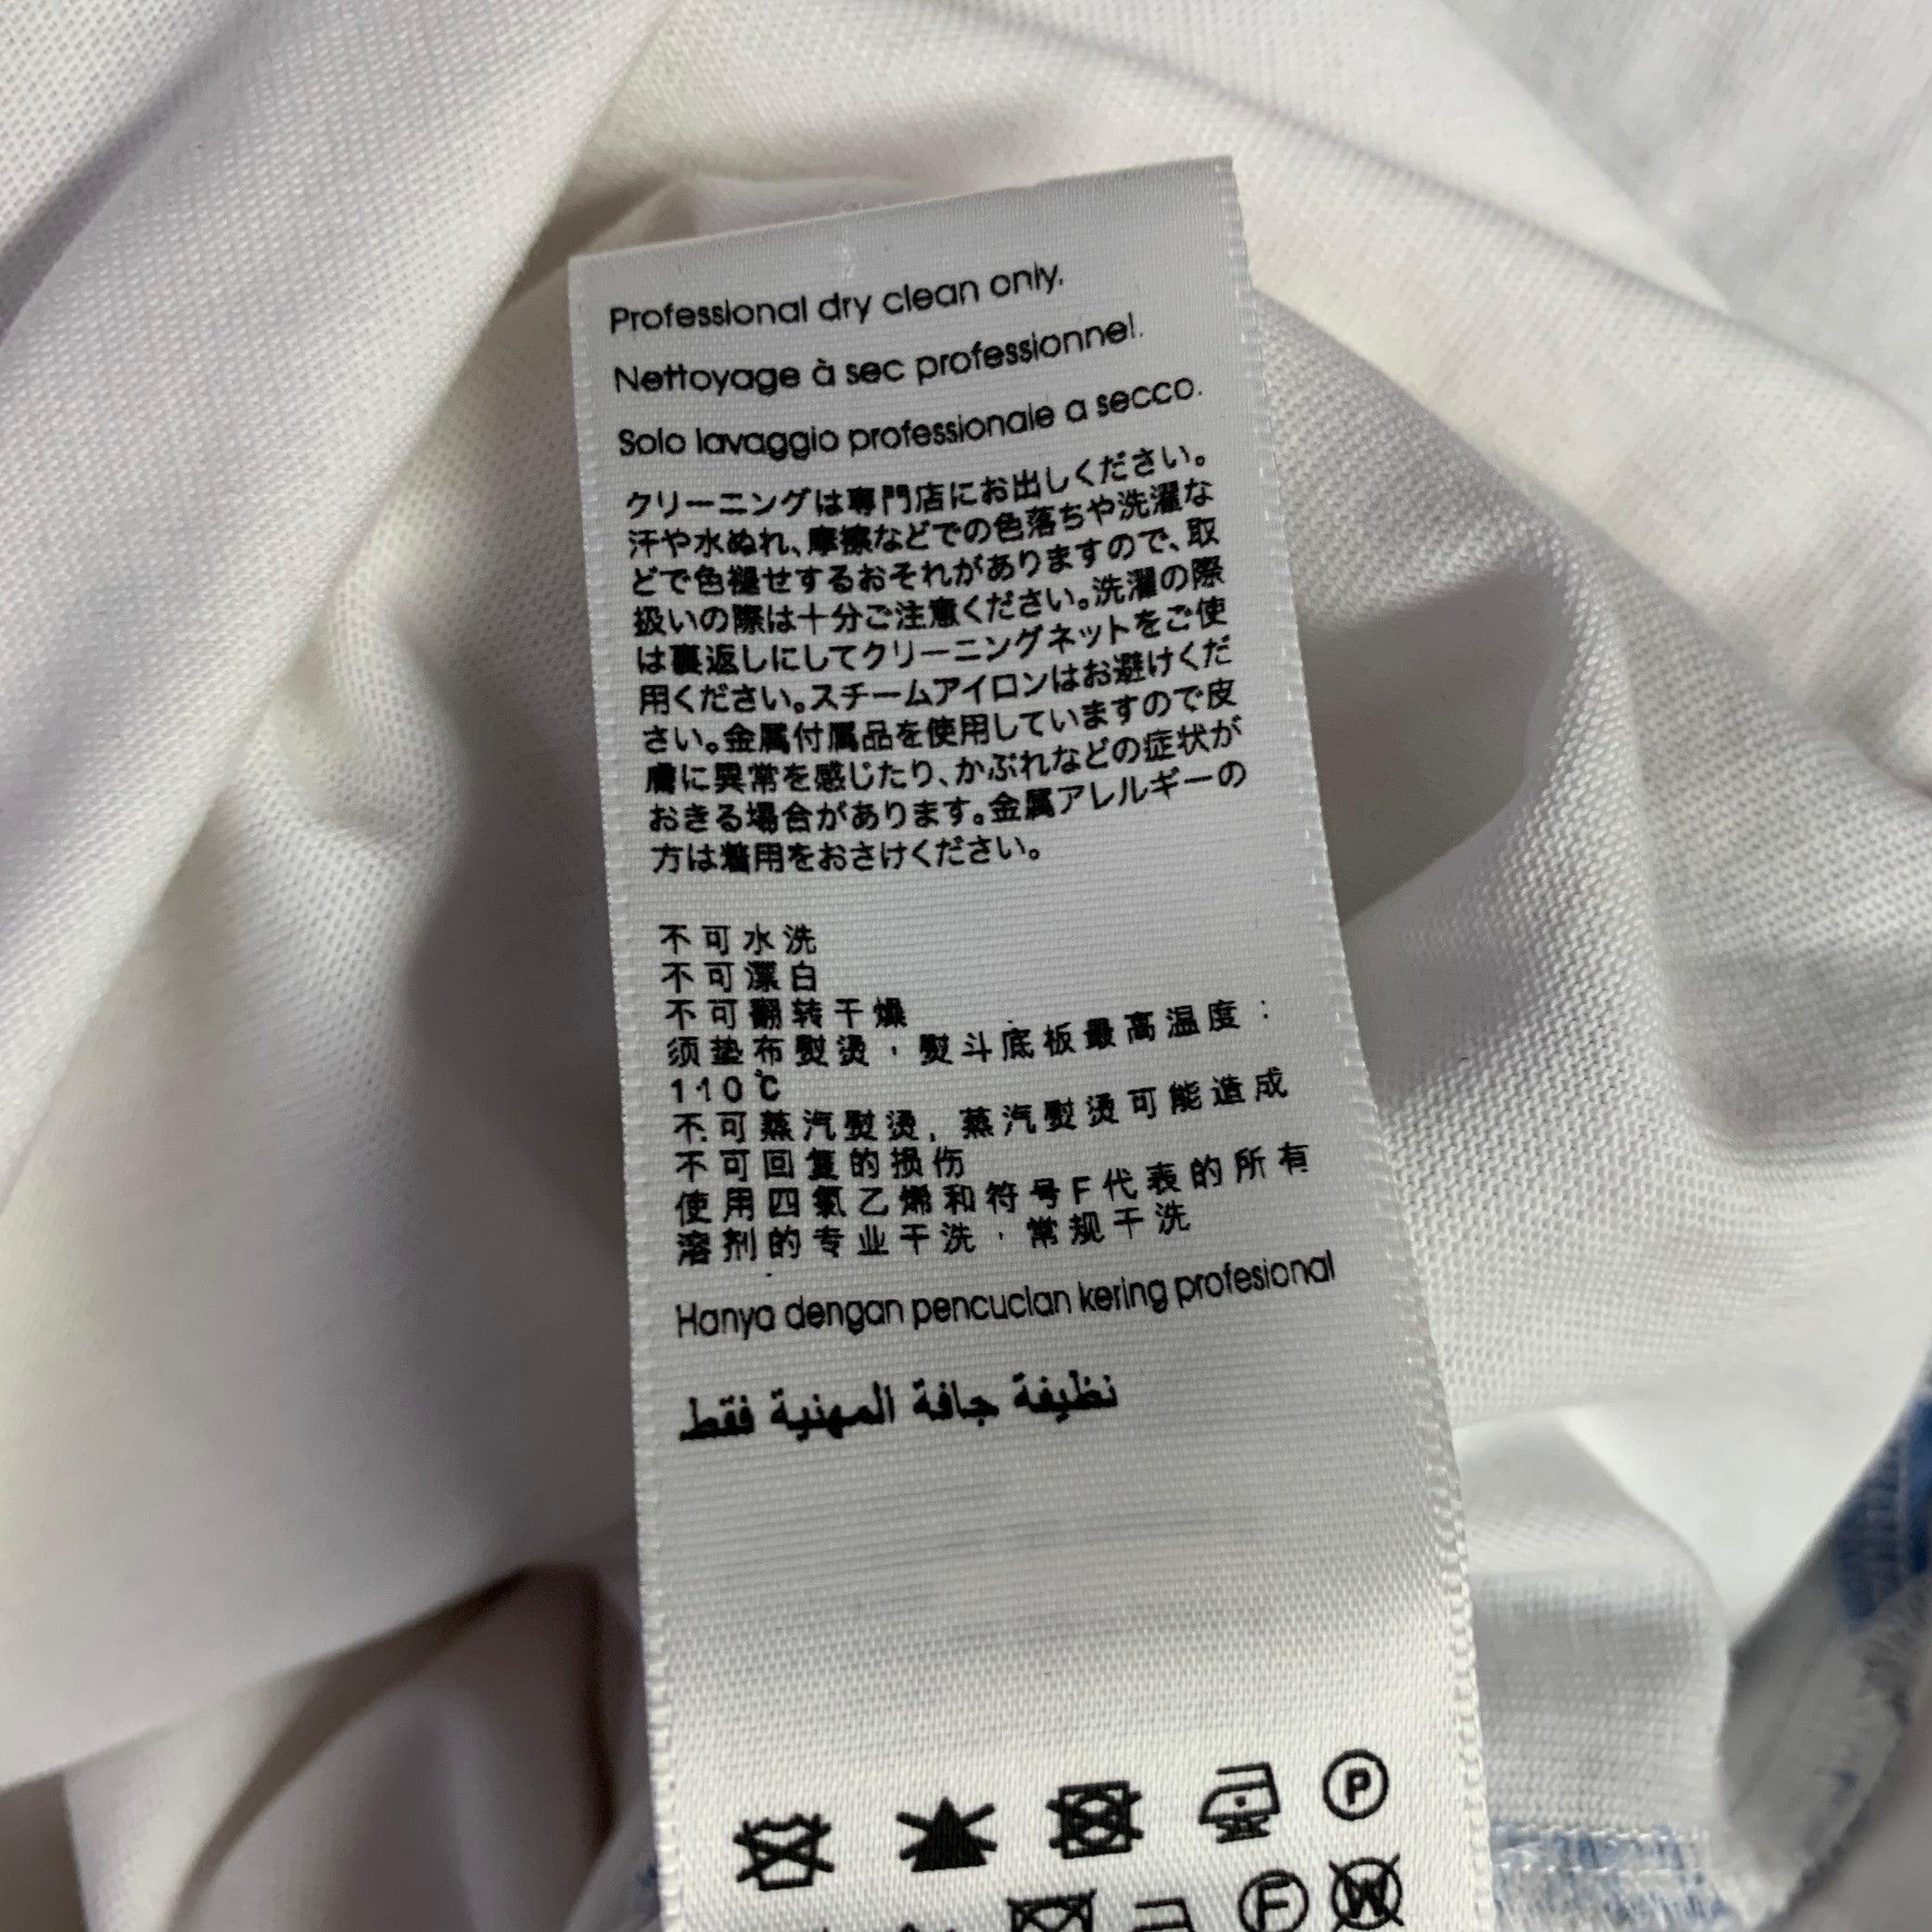 Professional dry clean only.
Nettoyage à sec professionnel.
Solo lavaggio professionale a secco.
クリーニングは専門店にお出しください。
汗や水ぬれ、摩擦などでの色落ちや洗濯な
どで色褪せするおそれがありますので、取
扱いの際は十分ご注意ください。洗濯の際
は裏返しにしてクリーニングネットをご使
用ください。スチームアイロンはお避けくだ
さい。金属付属品を使用していますので皮
膚に異常を感じたり、かぶれなどの症状が
おきる場合があります。金属アレルギーの
方は着用をおさけください。
不可水洗
不可漂白
不可翻转干燥
须垫布熨烫，熨斗底板最高温度：
110℃
不可蒸汽熨烫，蒸汽熨烫可能造成
不可回复的损伤
使用四氯乙烯和符号F代表的所有
溶剂的专业干洗，常规干洗
Hanya dengan pencucian kering profesional
نظيفة جافة المهنية فقط
P
F W